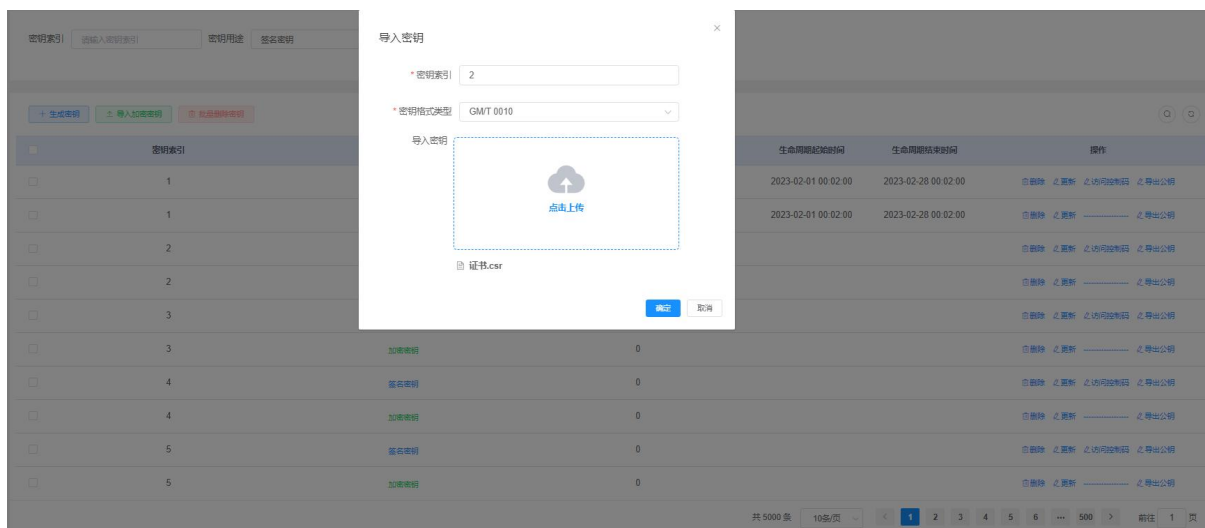 密钥索引 请输入密钥索引 密钥用途 签名密钥
导入密钥
* 密钥索引 2
* 密钥格式类型 GM/T 0010
导入密钥
点击上传
证书.csr
确定 取消
+ 生成密钥 导入加密密钥 批量删除密钥
密钥索引 生命周期起始时间 生命周期结束时间 操作
1 2023-02-01 00:02:00 2023-02-28 00:02:00 删除 更新 访问控制码 导出公钥
1 2023-02-01 00:02:00 2023-02-28 00:02:00 删除 更新 导出公钥
2 删除 更新 访问控制码 导出公钥
2 删除 更新 导出公钥
3 删除 更新 访问控制码 导出公钥
3 加密密钥 0 删除 更新 导出公钥
4 签名密钥 0 删除 更新 访问控制码 导出公钥
4 加密密钥 0 删除 更新 导出公钥
5 签名密钥 0 删除 更新 访问控制码 导出公钥
5 加密密钥 0 删除 更新 导出公钥
共 5000 条 10条/页 < 1 2 3 4 5 6 ··· 500 > 前往 1 页